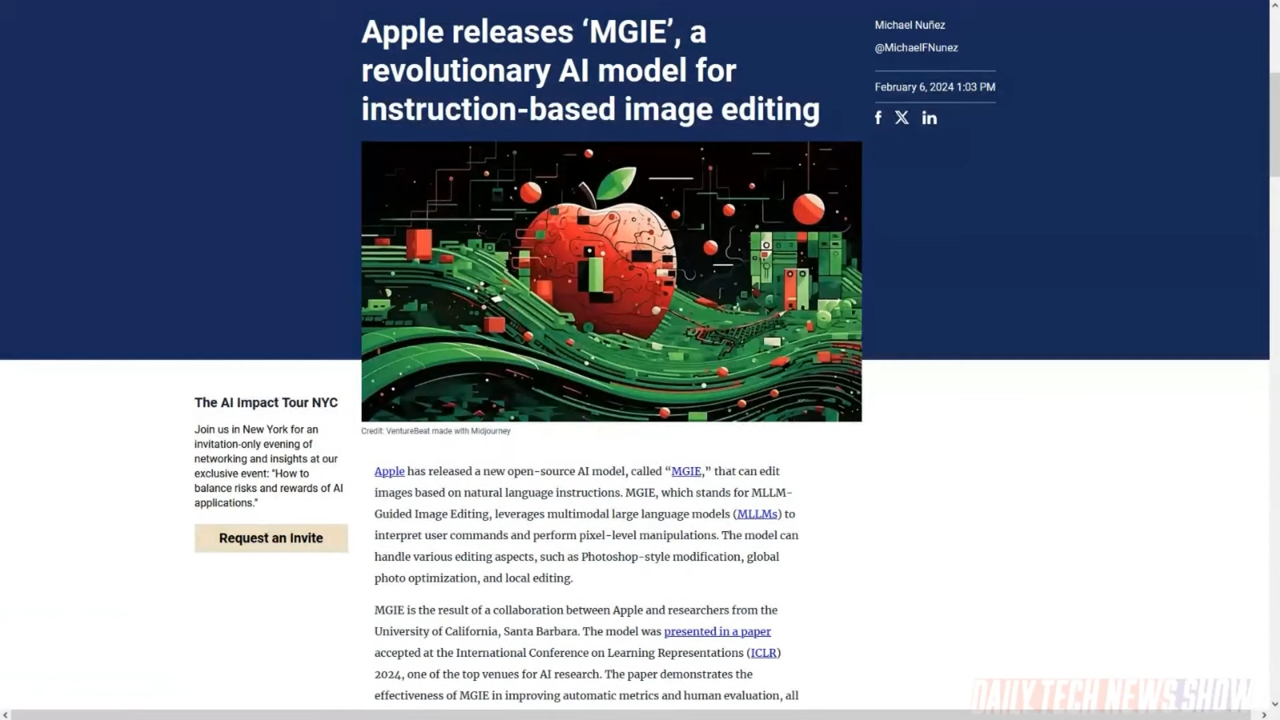 Apple releases ‘MGIE’, a
revolutionary AI model for
instruction-based image editing
Michael Nuñez
@MichaelFNunez
February 6, 2024 1:03 PM
Credit: VentureBeat made with Midjourney
The AI Impact Tour NYC
Join us in New York for an
invitation-only evening of
networking and insights at our
exclusive event: "How to
balance risks and rewards of AI
applications."
Request an Invite
Apple has released a new open-source AI model, called “MGIE,” that can edit
images based on natural language instructions. MGIE, which stands for MLLM-
Guided Image Editing, leverages multimodal large language models (MLLMs) to
interpret user commands and perform pixel-level manipulations. The model can
handle various editing aspects, such as Photoshop-style modification, global
photo optimization, and local editing.
MGIE is the result of a collaboration between Apple and researchers from the
University of California, Santa Barbara. The model was presented in a paper
accepted at the International Conference on Learning Representations (ICLR)
2024, one of the top venues for AI research. The paper demonstrates the
effectiveness of MGIE in improving automatic metrics and human evaluation, all
DAILY TECH NEWS SHOW